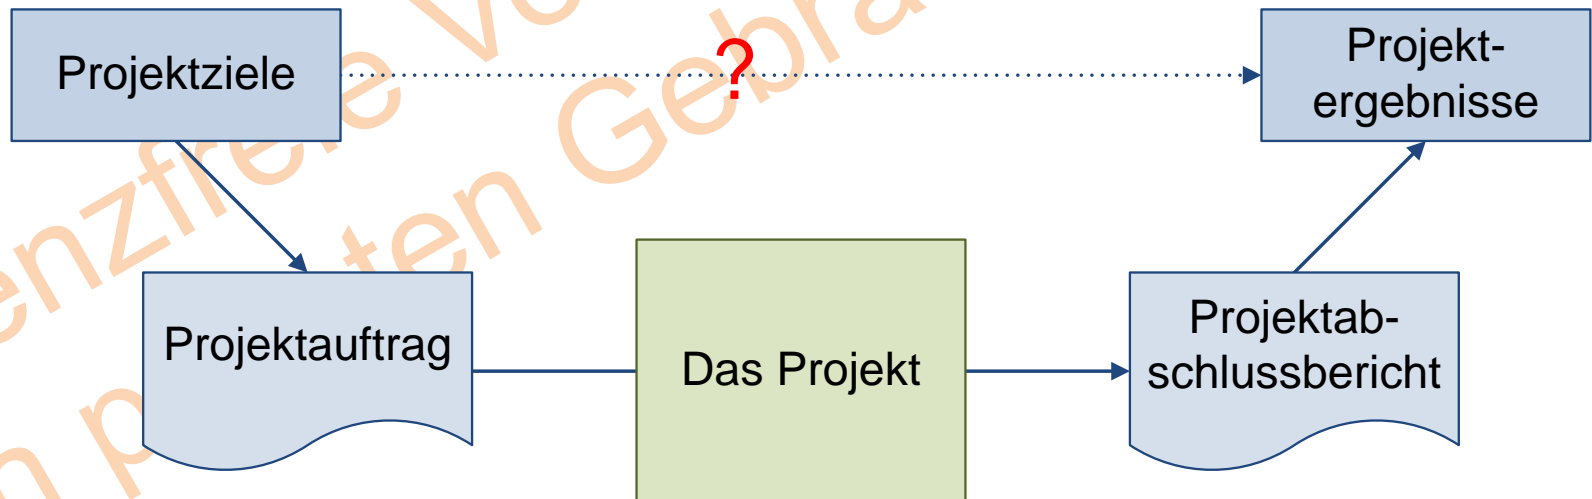 Projektziele
?
Projekt-
ergebnisse
Projektauftrag
Das Projekt
Projektab-
schlussbericht